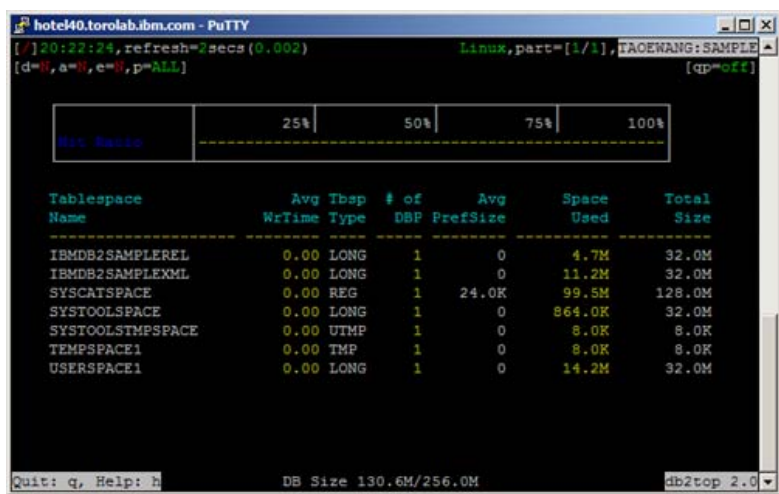 hotel40.torolab.ibm.com - PuTTY
[/]20:22:24,refresh=2secs(0.002) Linux,part=[1/1],TAOEWANG:SAMPLE
[d=N,a=N,e=N,p=ALL] [qp=off]
25% 50% 75% 100%
Hit Ratio
Tablespace Avg Tbsp # of Avg Space Total
Name WrTime Type DBP PrefSize Used Size
IBMDB2SAMPLEREL 0.00 LONG 1 0 4.7M 32.0M
IBMDB2SAMPLEXML 0.00 LONG 1 0 11.2M 32.0M
SYSCATSPACE 0.00 REG 1 24.0K 99.5M 128.0M
SYSTOOLSPACE 0.00 LONG 1 0 864.0K 32.0M
SYSTOOLSTMPSPACE 0.00 UTMP 1 0 8.0K 8.0K
TEMPSPACE1 0.00 TMP 1 0 8.0K 8.0K
USERSPACE1 0.00 LONG 1 0 14.2M 32.0M
Quit: q, Help: h DB Size 130.6M/256.0M db2top 2.0